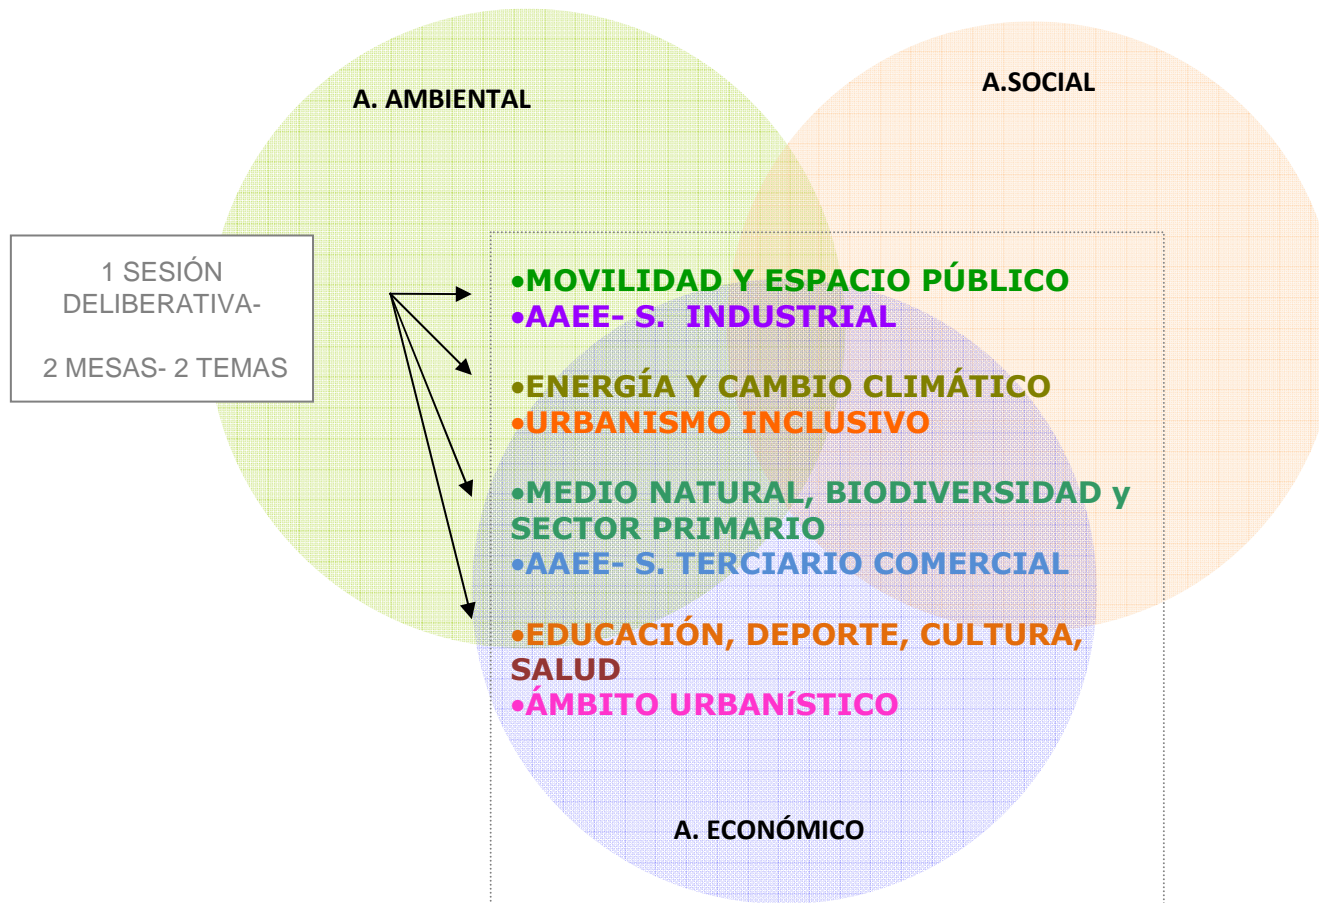 A. AMBIENTAL
A.SOCIAL
1 SESIÓN
DELIBERATIVA-
2 MESAS- 2 TEMAS
•MOVILIDAD Y ESPACIO PÚBLICO
•AAEE- S. INDUSTRIAL
•ENERGÍA Y CAMBIO CLIMÁTICO
•URBANISMO INCLUSIVO
•MEDIO NATURAL, BIODIVERSIDAD y
SECTOR PRIMARIO
•AAEE- S. TERCIARIO COMERCIAL
•EDUCACIÓN, DEPORTE, CULTURA,
SALUD
•ÁMBITO URBANíSTICO
A. ECONÓMICO